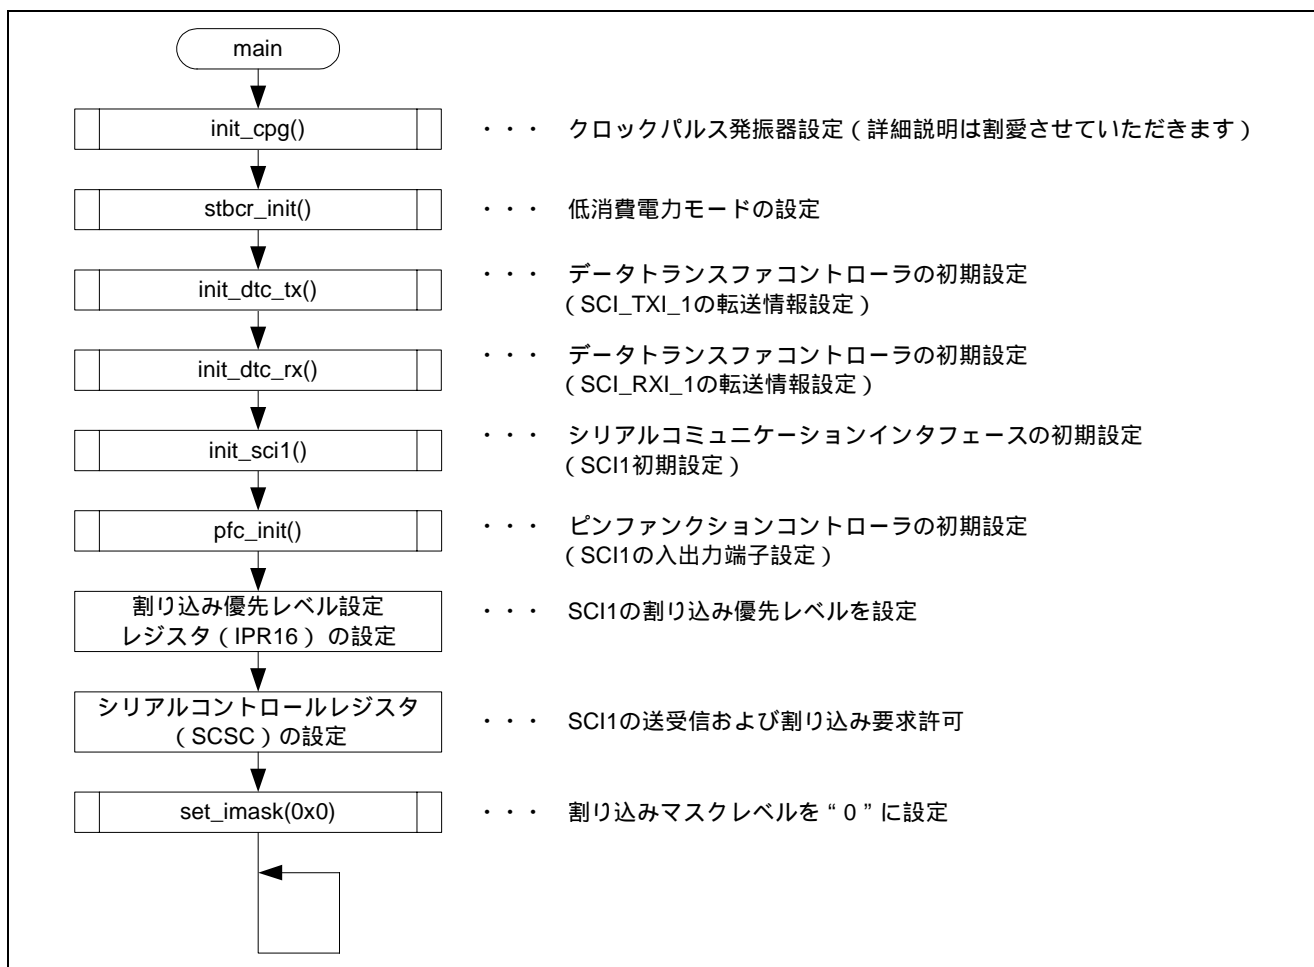 main
init_cpg()
・・・ クロックパルス発振器設定（詳細説明は割愛させていただきます）
stbcr_init()
・・・ 低消費電力モードの設定
init_dtc_tx()
・・・ データトランスファコントローラの初期設定
（SCI_TXI_1の転送情報設定）
init_dtc_rx()
・・・ データトランスファコントローラの初期設定
（SCI_RXI_1の転送情報設定）
init_sci1()
・・・ シリアルコミュニケーションインタフェースの初期設定
（SCI1初期設定）
pfc_init()
・・・ ピンファンクションコントローラの初期設定
（SCI1の入出力端子設定）
割り込み優先レベル設定
レジスタ（IPR16）の設定
・・・ SCI1の割り込み優先レベルを設定
シリアルコントロールレジスタ
（SCSC）の設定
・・・ SCI1の送受信および割り込み要求許可
set_imask(0x0)
・・・ 割り込みマスクレベルを“0”に設定